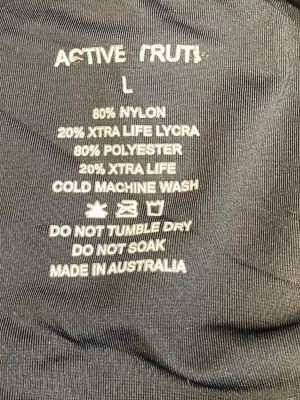 ACTIVE TRUTH
L
80% NYLON
20% XTRA LIFE LYCRA
80% POLYESTER
20% XTRA LIFE
COLD MACHINE WASH
DO NOT TUMBLE DRY
DO NOT SOAK
MADE IN AUSTRALIA